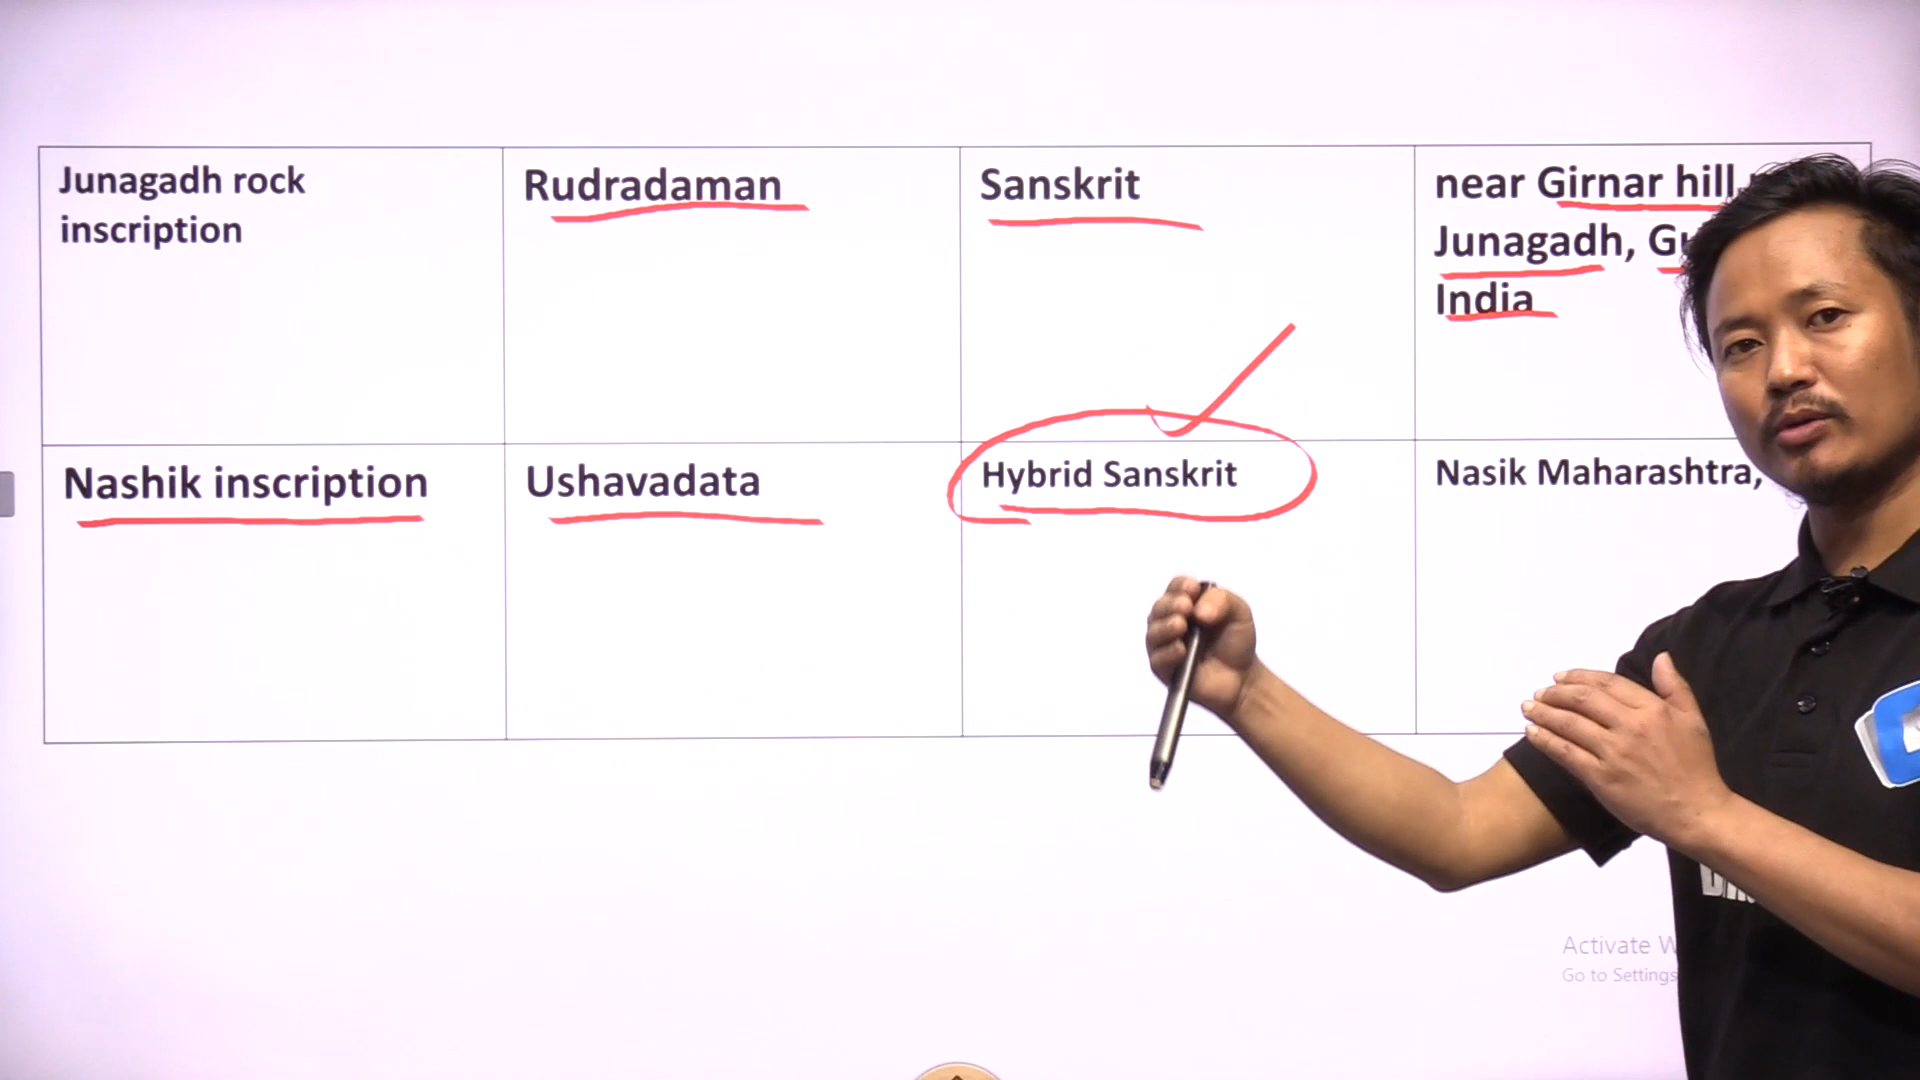 Junagadh rock
inscription
Rudradaman
Sanskrit
near Girnar hill
Junagadh,
India
Nashik inscription
Ushavadata
Hybrid Sanskrit
Nasik Maharashtra,
Activate
Go to Settings